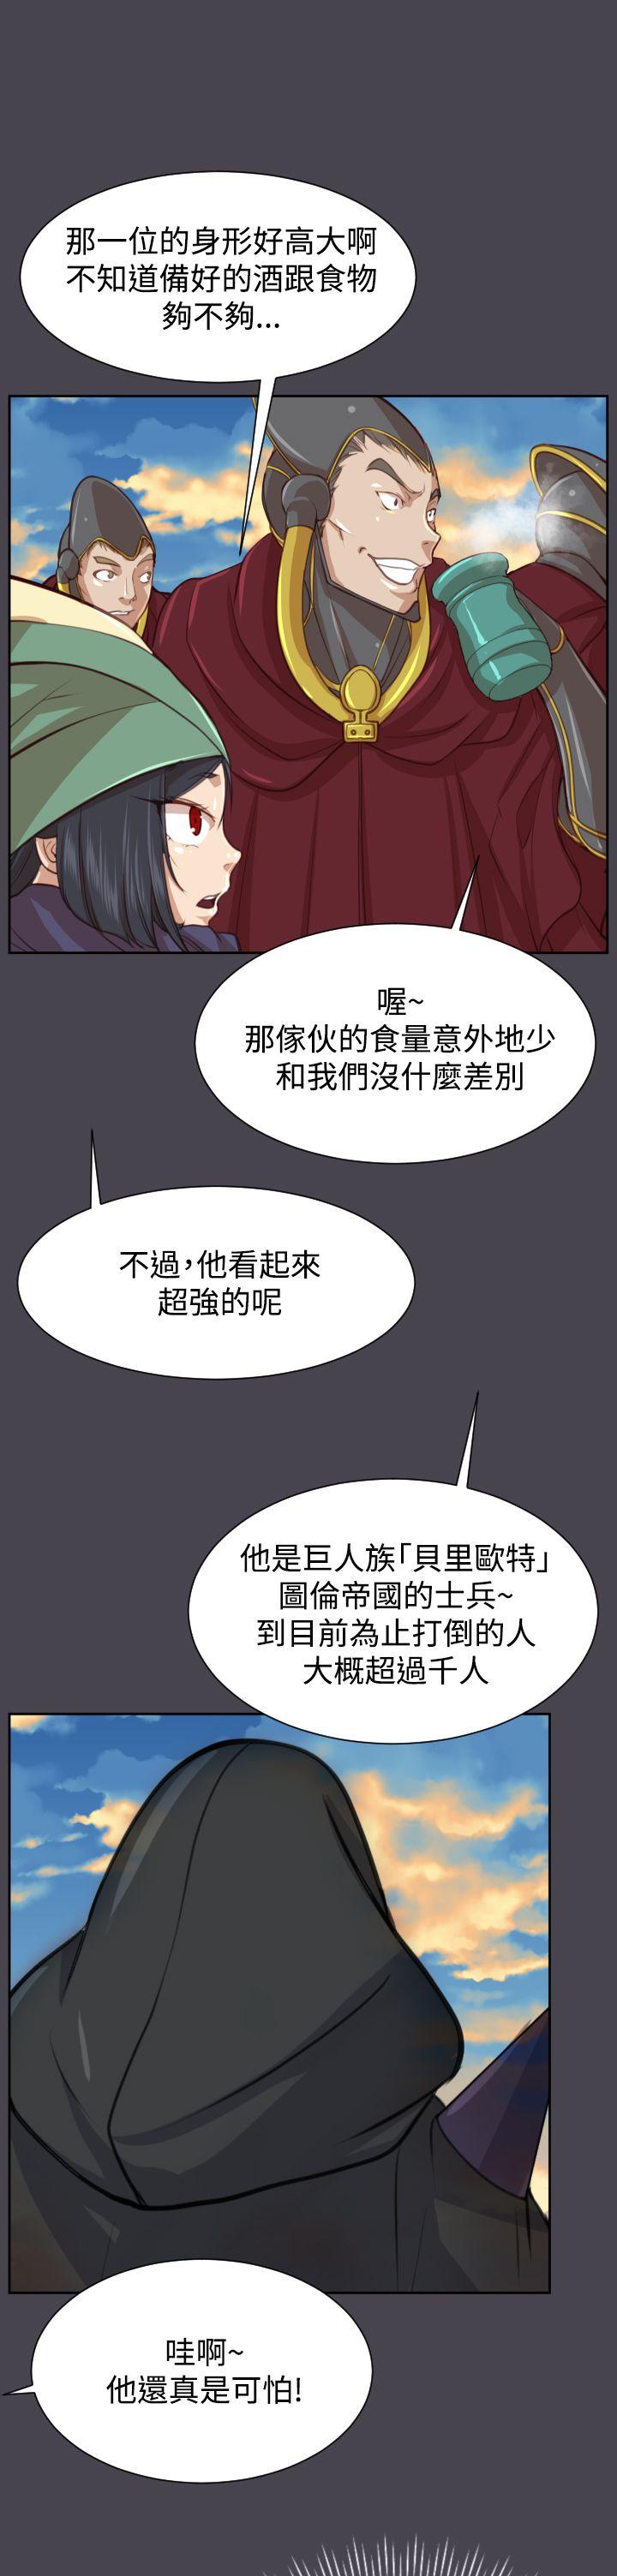 那一位的身形好高大啊
不知道備好的酒跟食物
夠不夠...
喔~
那傢伙的食量意外地少
和我們沒什麼差別
不過,他看起來
超強的呢
他是巨人族「貝里歐特」
圖倫帝國的士兵~
到目前為止打倒的人
大概超過千人
哇啊~
他還真是可怕!